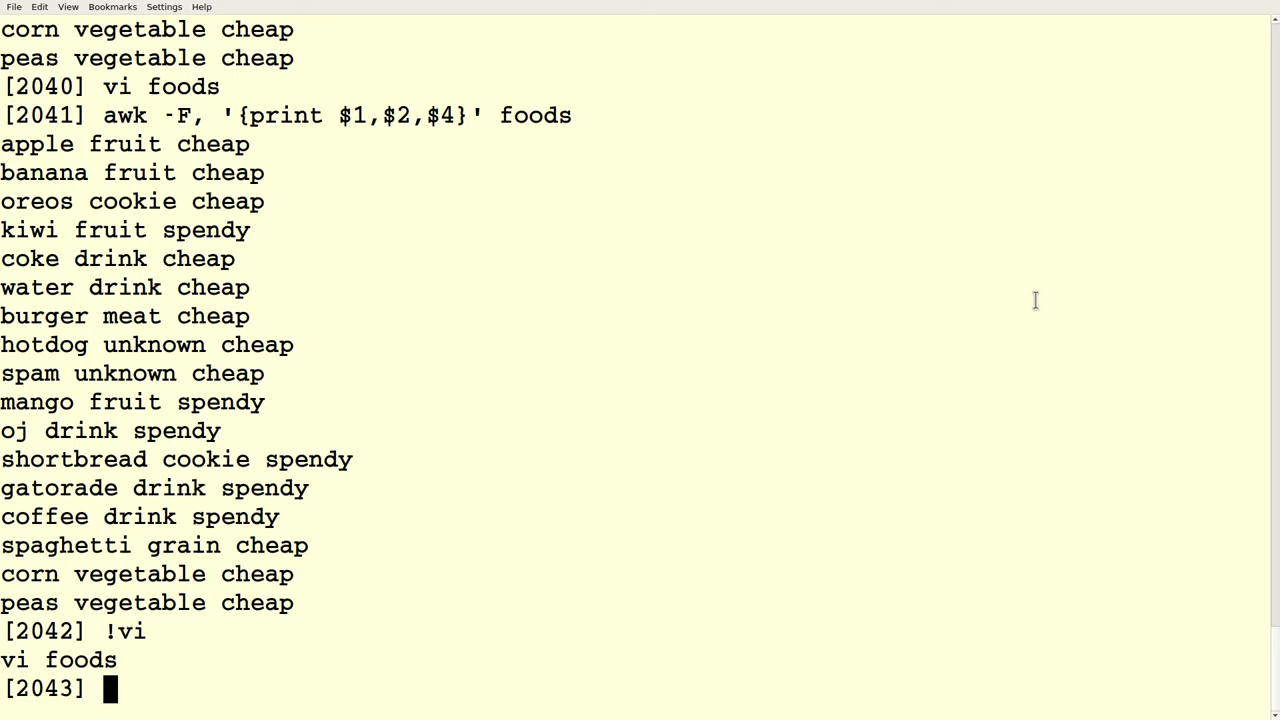 File Edit View Bookmarks Settings Help
corn vegetable cheap
peas vegetable cheap
[2040] vi foods
[2041] awk -F, '{print $1,$2,$4}' foods
apple fruit cheap
banana fruit cheap
oreos cookie cheap
kiwi fruit spendy
coke drink cheap
water drink cheap
burger meat cheap
hotdog unknown cheap
spam unknown cheap
mango fruit spendy
oj drink spendy
shortbread cookie spendy
gatorade drink spendy
coffee drink spendy
spaghetti grain cheap
corn vegetable cheap
peas vegetable cheap
[2042] !vi
vi foods
[2043]